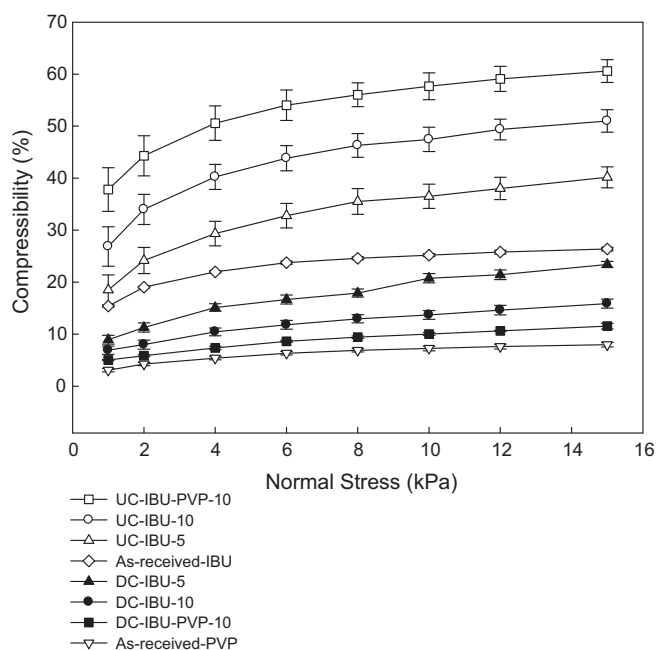 70
60
50
40
30
20
10
0
Compressibility (%)
0 2 4 6 8 10 12 14 16
Normal Stress (kPa)
UC-IBU-PVP-10
UC-IBU-10
UC-IBU-5
As-received-IBU
DC-IBU-5
DC-IBU-10
DC-IBU-PVP-10
As-received-PVP